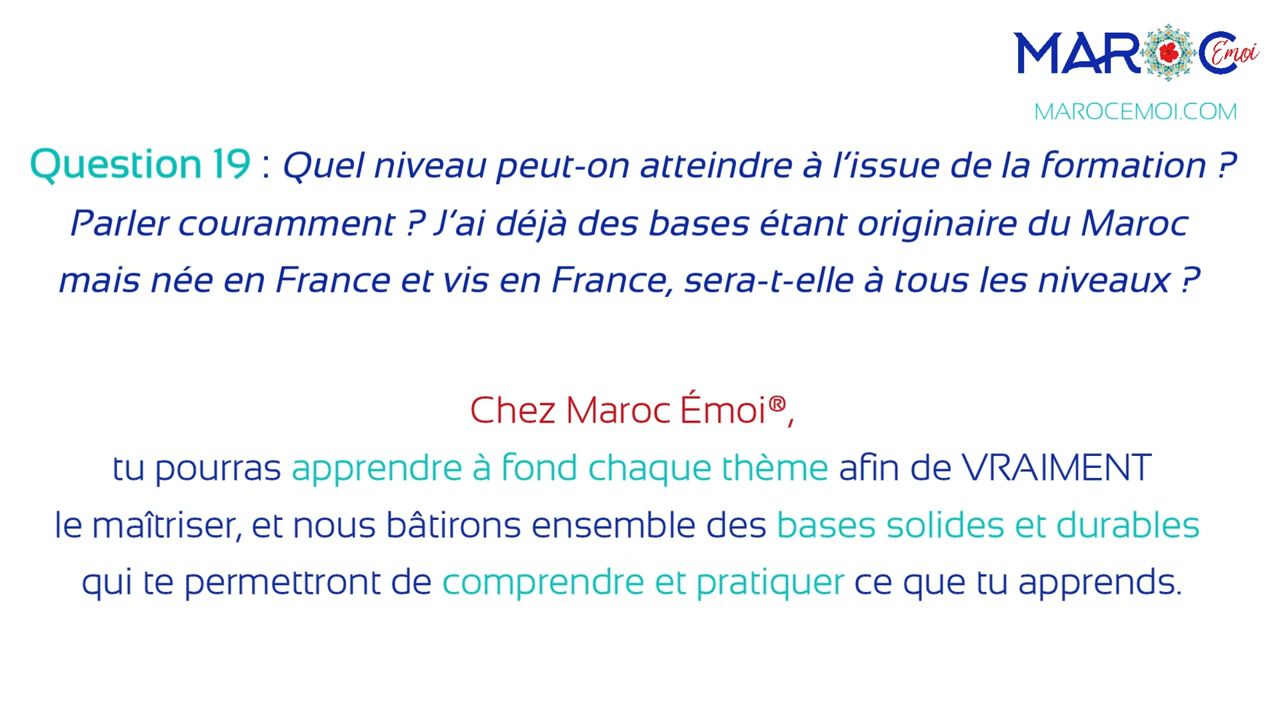 MAROC Émoi
MAROCEMOI.COM
Question 19 : Quel niveau peut-on atteindre à l’issue de la formation ?
Parler couramment ? J’ai déjà des bases étant originaire du Maroc
mais née en France et vis en France, sera-t-elle à tous les niveaux ?
Chez Maroc Émoi®,
tu pourras apprendre à fond chaque thème afin de VRAIMENT
le maîtriser, et nous bâtirons ensemble des bases solides et durables
qui te permettront de comprendre et pratiquer ce que tu apprends.